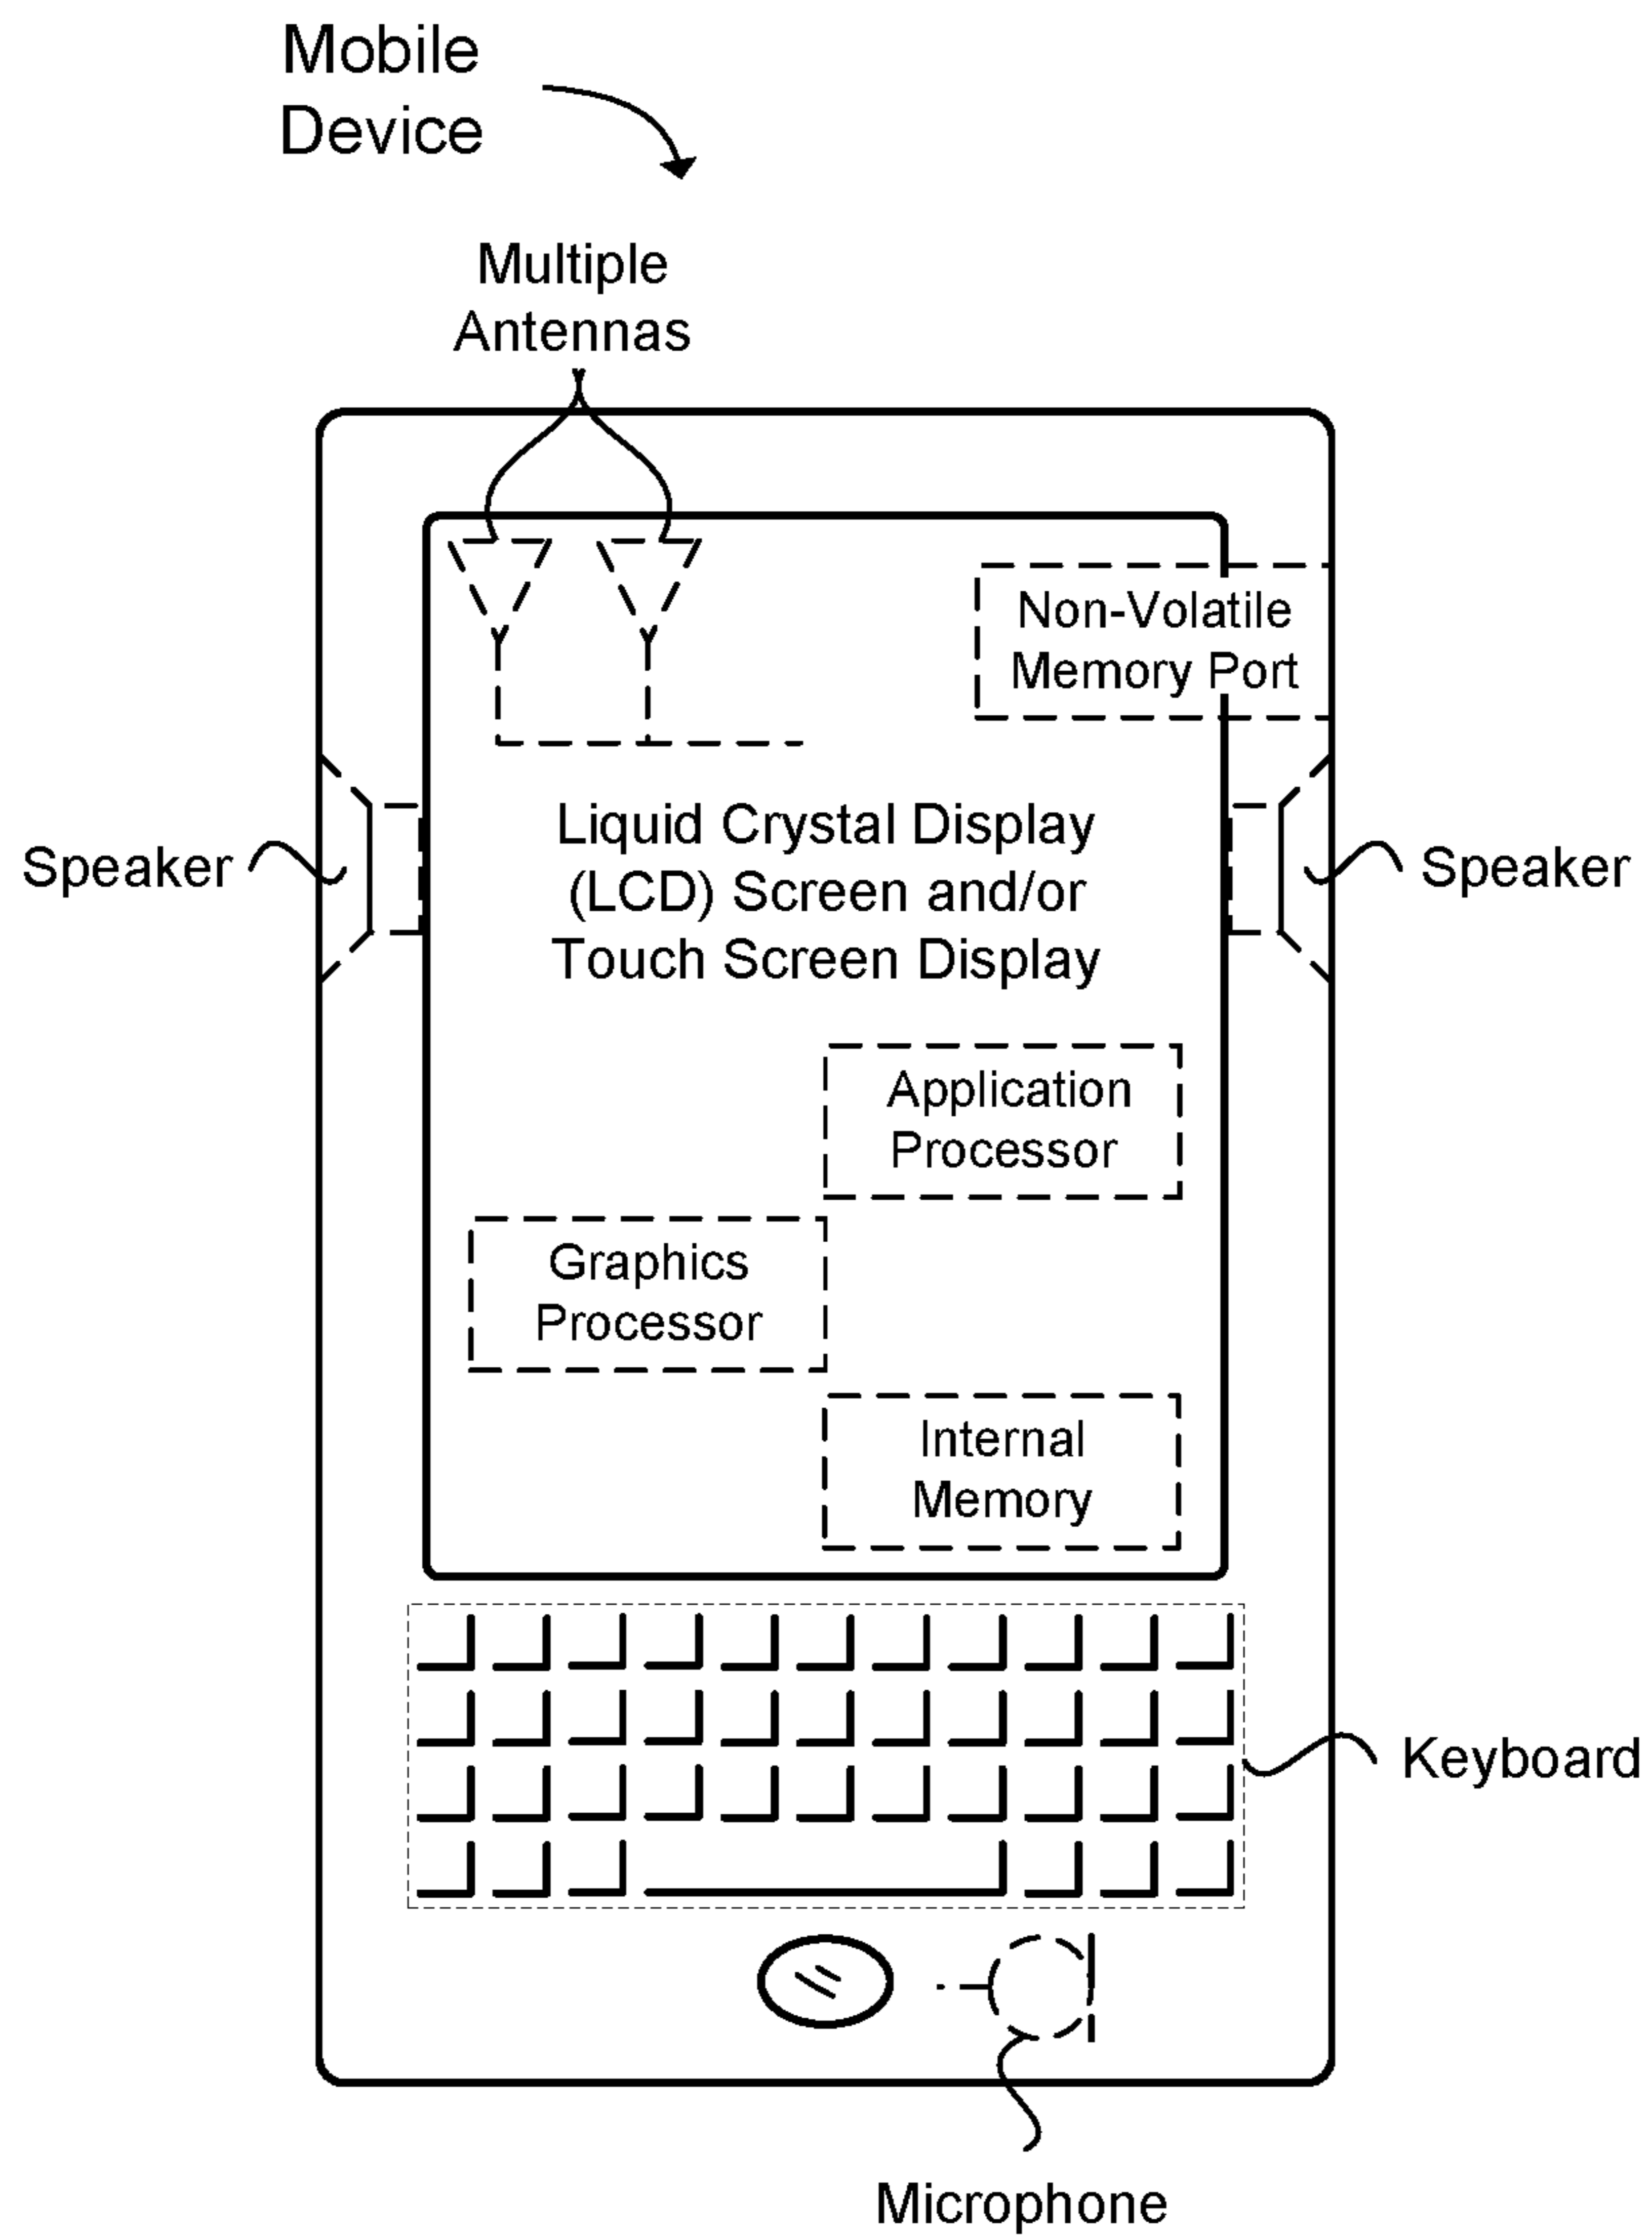 Mobile
Device
Multiple
Antennas
Non-Volatile
Memory Port
Liquid Crystal Display
(LCD) Screen and/or
Touch Screen Display
Speaker
Speaker
Application
Processor
Graphics
Processor
Internal
Memory
Keyboard
Microphone